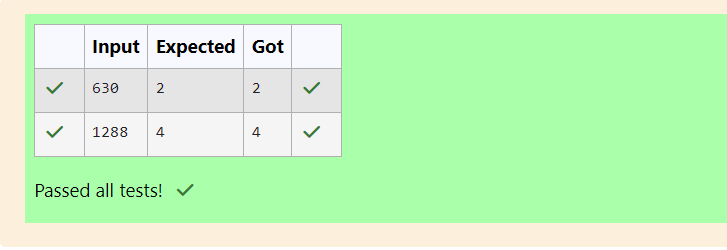 Input Expected Got
630 2 2
1288 4 4
Passed all tests!